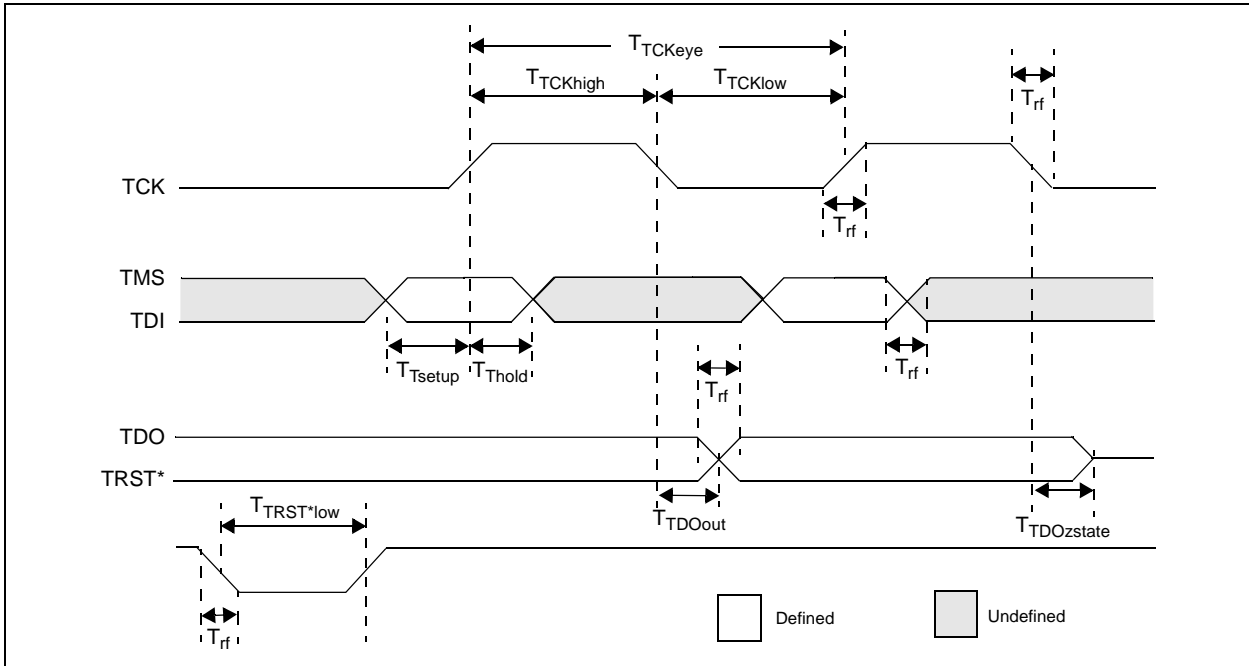 TTCKeye
TTCKhigh
TTCKlow
Trf
TCK
Trf
TMS
TDI
TTsetup
TThold
Trf
Trf
TDO
TRST*
TTRST*low
TTDOout
TTDOzstate
Trf
Defined
Undefined